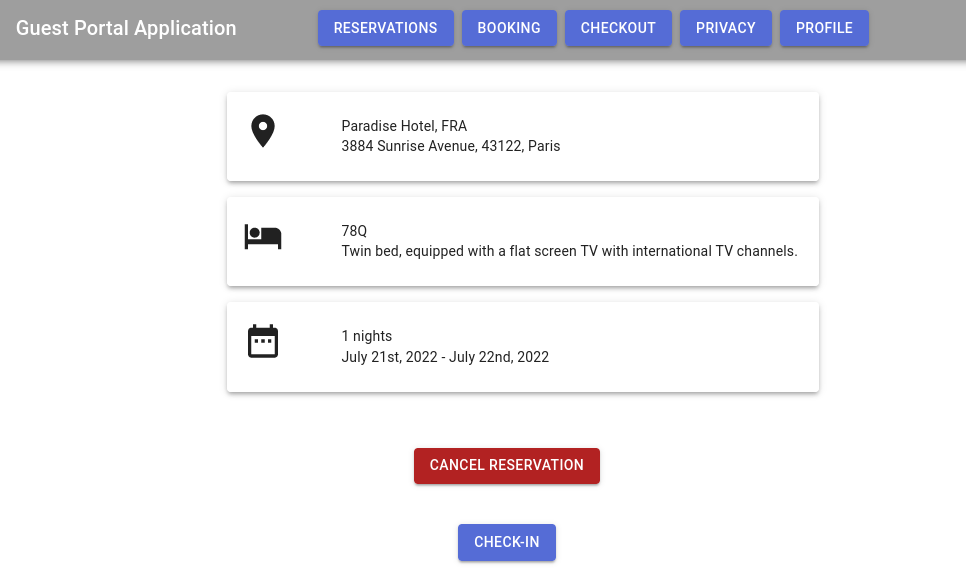 Guest Portal Application
RESERVATIONS
BOOKING
CHECKOUT
PRIVACY
PROFILE
Paradise Hotel, FRA
3884 Sunrise Avenue, 43122, Paris
78Q
Twin bed, equipped with a flat screen TV with international TV channels.
1 nights
July 21st, 2022 - July 22nd, 2022
CANCEL RESERVATION
CHECK-IN